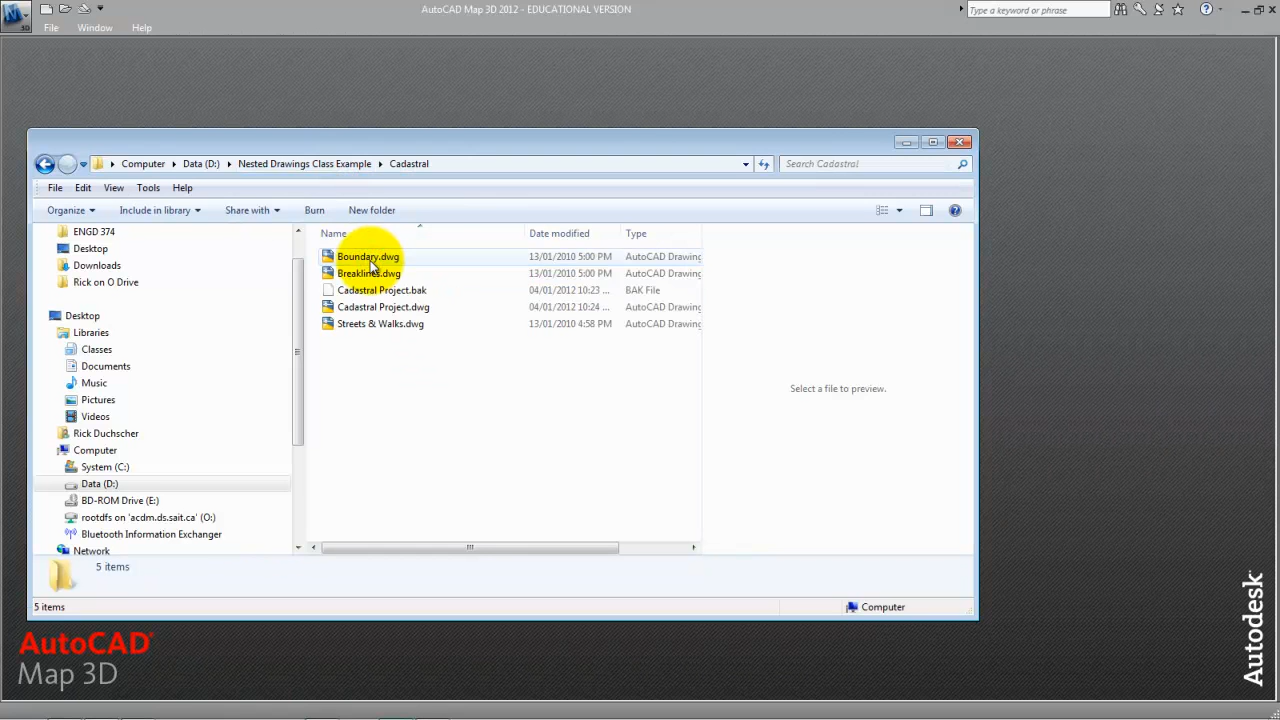 3D
AutoCAD Map 3D 2012 - EDUCATIONAL VERSION
Type a keyword or phrase
File Window Help
Computer Data (D:) Nested Drawings Class Example Cadastral
Search Cadastral
File Edit View Tools Help
Organize Include in library Share with Burn New folder
ENGD 374
Desktop
Downloads
Rick on O Drive
Desktop
Libraries
Classes
Documents
Music
Pictures
Videos
Rick Duchscher
Computer
System (C:)
Data (D:)
BD-ROM Drive (E:)
rootdfs on 'acdm.ds.sait.ca' (O:)
Bluetooth Information Exchanger
Network
Name Date modified Type
Boundary.dwg 13/01/2010 5:00 PM AutoCAD Drawing
Breaklines.dwg 13/01/2010 5:00 PM AutoCAD Drawing
Cadastral Project.bak 04/01/2012 10:23 ... BAK File
Cadastral Project.dwg 04/01/2012 10:24 ... AutoCAD Drawing
Streets & Walks.dwg 13/01/2010 4:58 PM AutoCAD Drawing
Select a file to preview.
5 items
5 items
Computer
AutoCAD®
Map 3D
Autodesk®